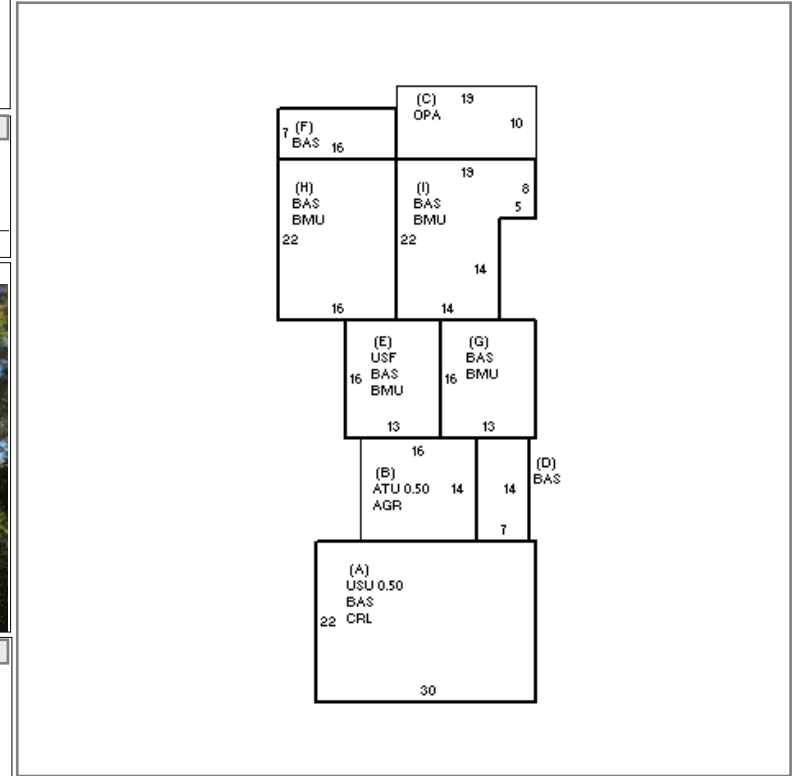 (C) 19
OPA
10
7 (F)
BAS 16
19
(H)
BAS
BMU
22
16
(I)
BAS
BMU
22
8
5
14
14
(E)
USF
BAS
BMU
16
13
(G)
BAS
BMU
16
13
16
(B)
ATU 0.50
AGR
14
14
7
(D)
BAS
(A)
USU 0.50
BAS
CRL
22
30